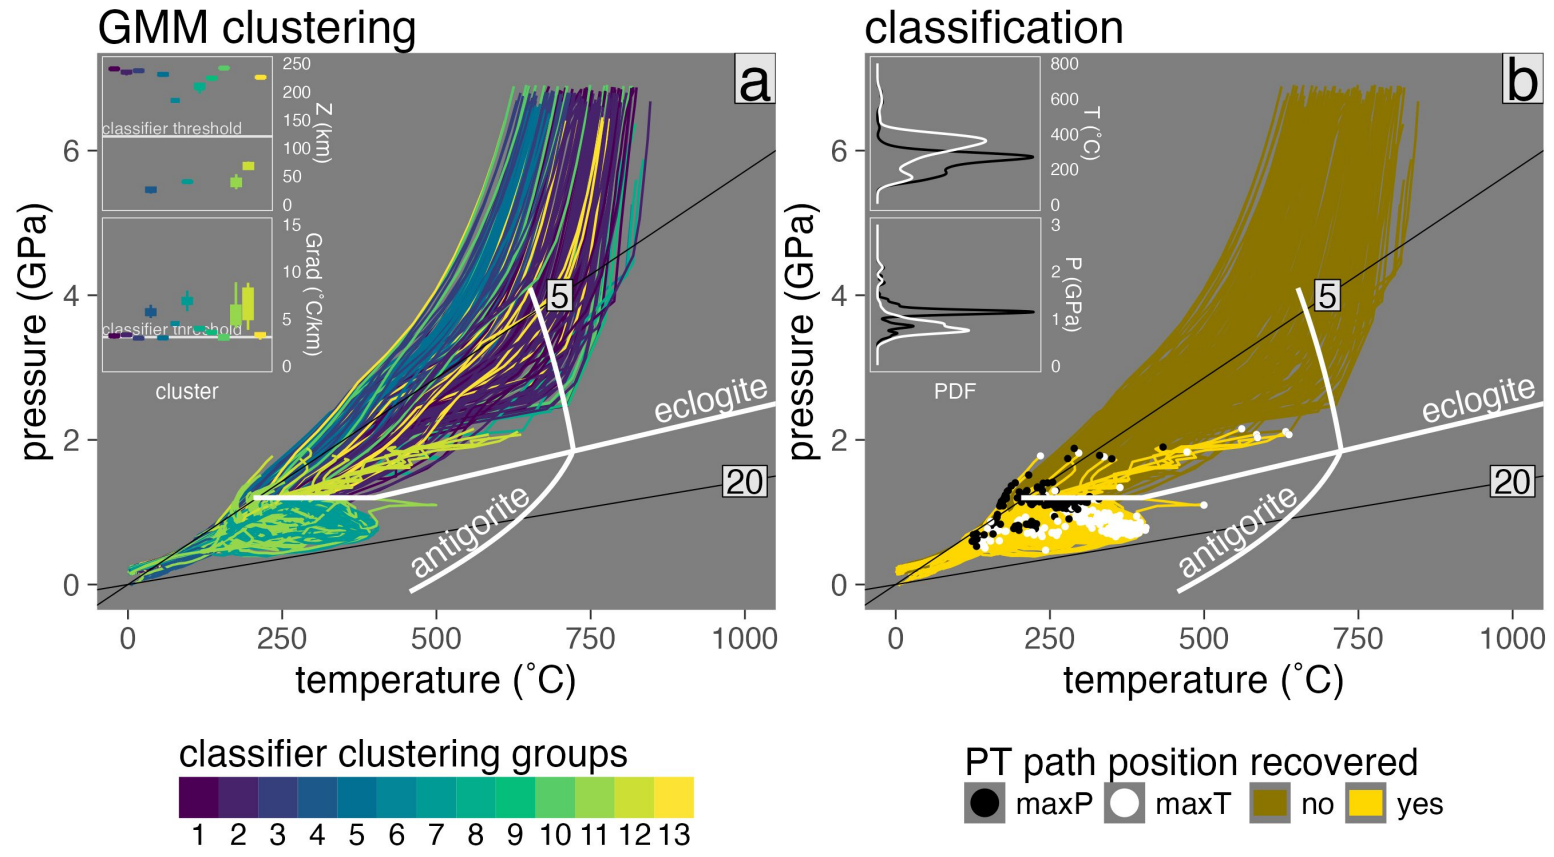 GMM clustering
classification
a
250
200
150
100
50
0
Z (km)
classifier threshold
15
10
5
0
Grad (˚C/km)
classifier threshold
cluster
5
20
eclogite
antigorite
6
4
2
0
pressure (GPa)
0
250
500
750
1000
temperature (˚C)
b
800
600
400
200
0
T (˚C)
3
2
1
0
P (GPa)
PDF
5
20
eclogite
antigorite
6
4
2
0
pressure (GPa)
0
250
500
750
1000
temperature (˚C)
classifier clustering groups
1 2 3 4 5 6 7 8 9 10 11 12 13
PT path position recovered
maxP maxT no yes